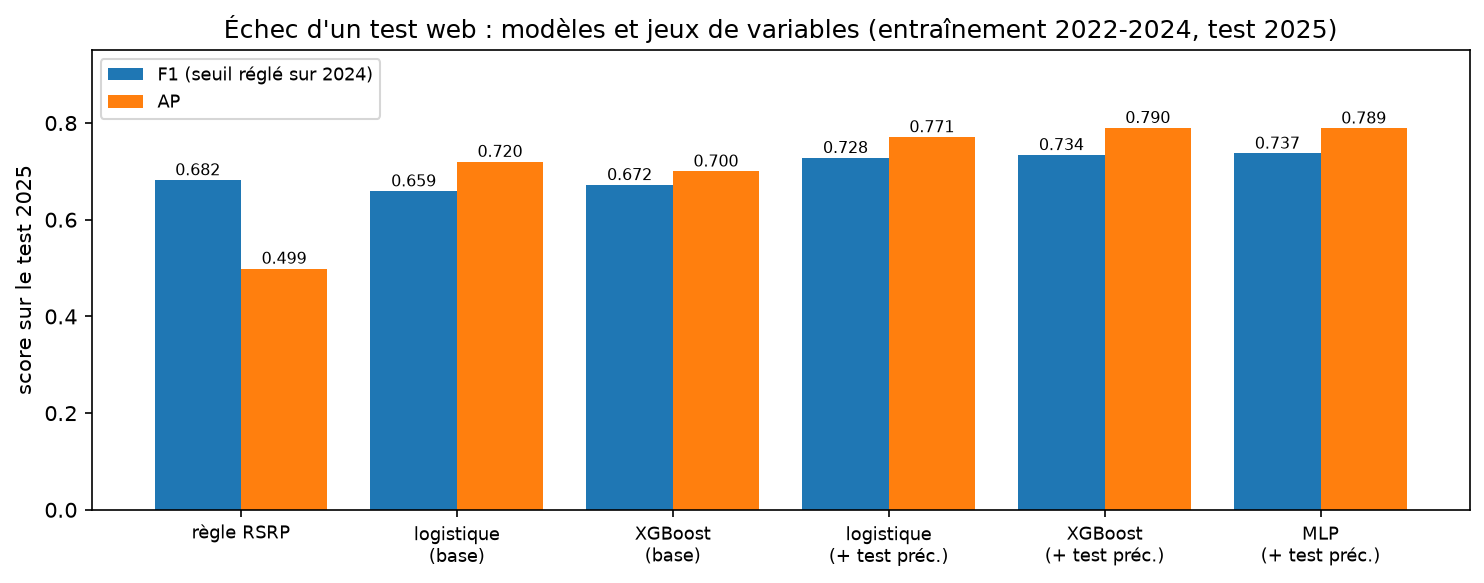 Échec d'un test web : modèles et jeux de variables (entraînement 2022-2024, test 2025)
F1 (seuil réglé sur 2024)
AP
score sur le test 2025
0.8
0.6
0.4
0.2
0.0
0.682
0.499
0.659
0.720
0.672
0.700
0.728
0.771
0.734
0.790
0.737
0.789
règle RSRP
logistique
(base)
XGBoost
(base)
logistique
(+ test préc.)
XGBoost
(+ test préc.)
MLP
(+ test préc.)